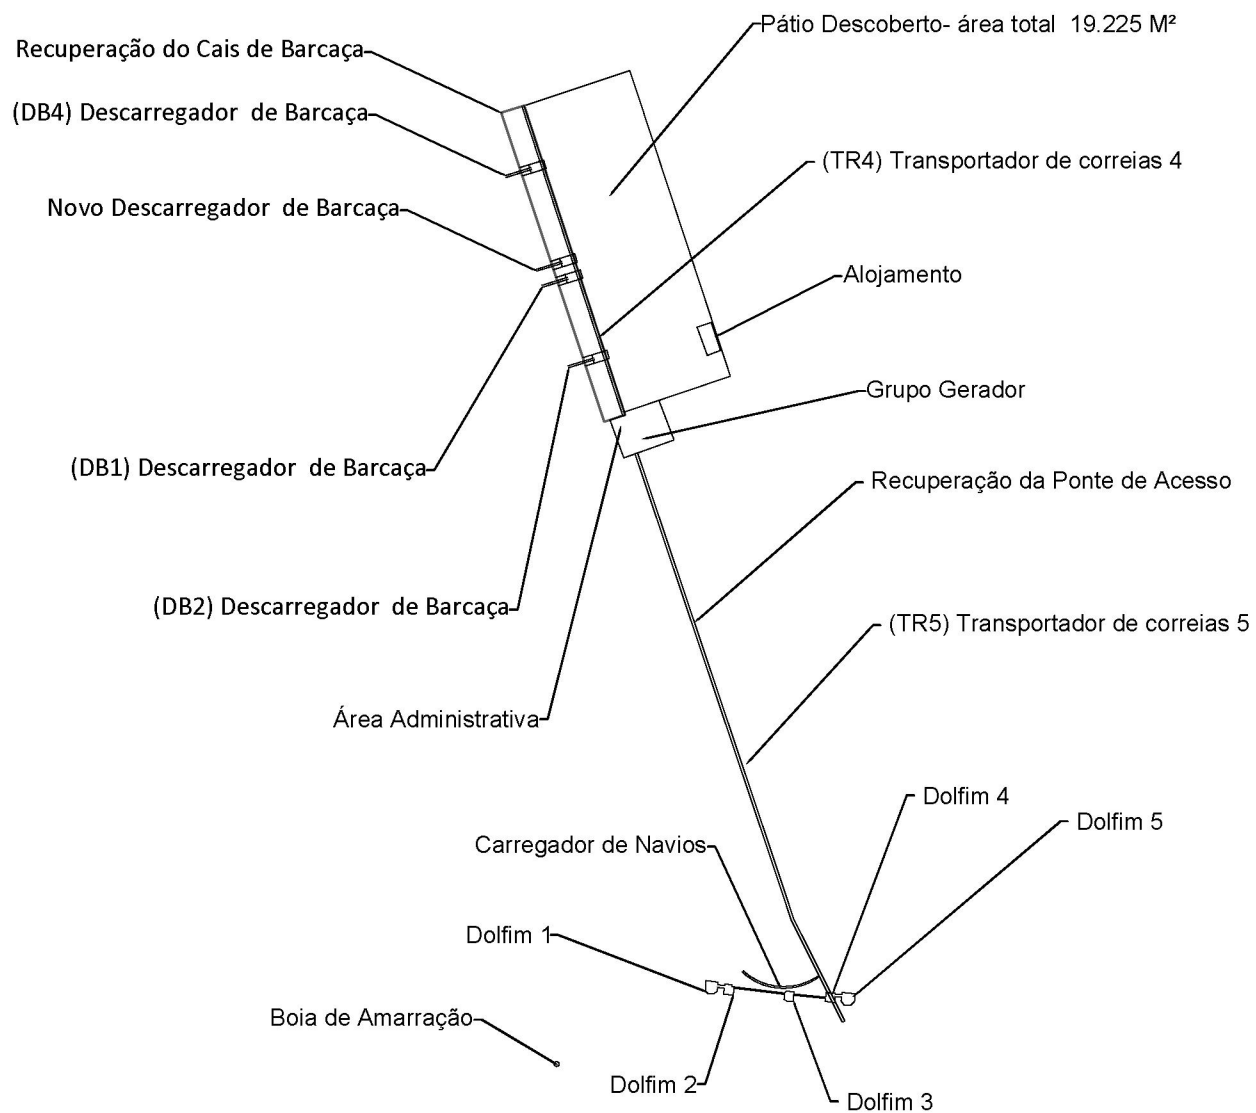 Pátio Descoberto- área total 19.225 M²
Recuperação do Cais de Barcaça
(DB4) Descarregador de Barcaça
(TR4) Transportador de correias 4
Novo Descarregador de Barcaça
Alojamento
Grupo Gerador
(DB1) Descarregador de Barcaça
Recuperação da Ponte de Acesso
(DB2) Descarregador de Barcaça
(TR5) Transportador de correias 5
Área Administrativa
Dolfim 4
Dolfim 5
Carregador de Navios
Dolfim 1
Boia de Amarração
Dolfim 2
Dolfim 3